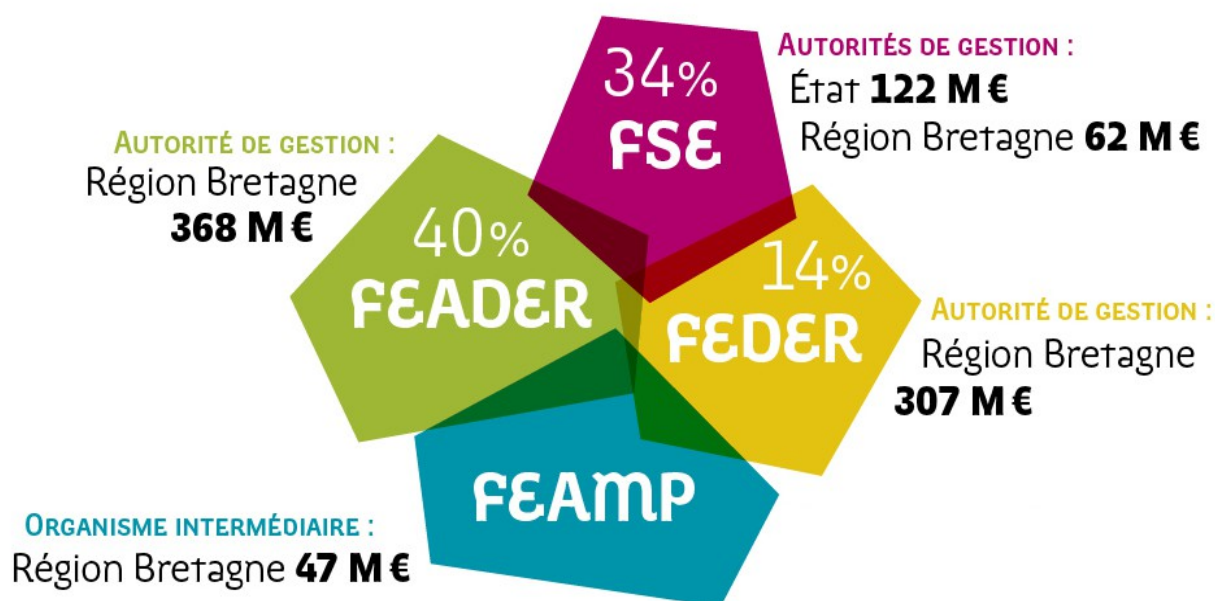 34%
FSE
AUTORITÉS DE GESTION :
État 122 M €
Région Bretagne 62 M €
AUTORITÉ DE GESTION :
Région Bretagne
368 M €
40%
FEADER
14%
FEDER
AUTORITÉ DE GESTION :
Région Bretagne
307 M €
FEAMP
ORGANISME INTERMÉDIAIRE :
Région Bretagne 47 M €